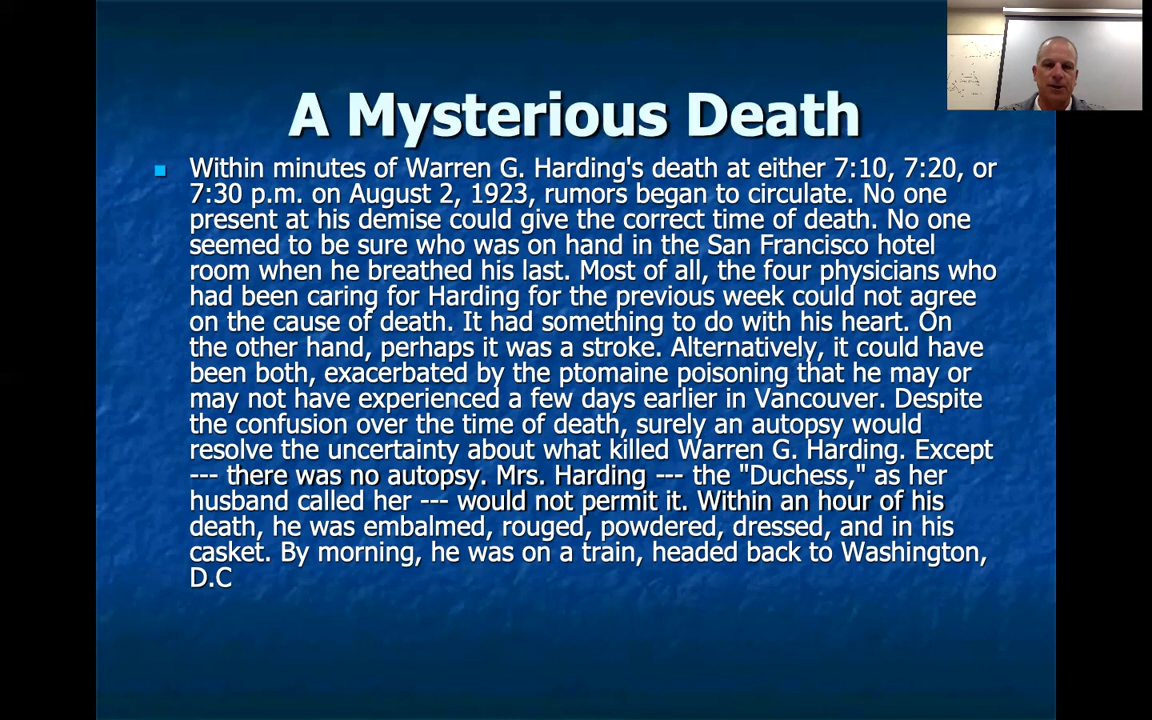 A Mysterious Death
Within minutes of Warren G. Harding's death at either 7:10, 7:20, or
7:30 p.m. on August 2, 1923, rumors began to circulate. No one
present at his demise could give the correct time of death. No one
seemed to be sure who was on hand in the San Francisco hotel
room when he breathed his last. Most of all, the four physicians who
had been caring for Harding for the previous week could not agree
on the cause of death. It had something to do with his heart. On
the other hand, perhaps it was a stroke. Alternatively, it could have
been both, exacerbated by the ptomaine poisoning that he may or
may not have experienced a few days earlier in Vancouver. Despite
the confusion over the time of death, surely an autopsy would
resolve the uncertainty about what killed Warren G. Harding. Except
--- there was no autopsy. Mrs. Harding --- the "Duchess," as her
husband called her --- would not permit it. Within an hour of his
death, he was embalmed, rouged, powdered, dressed, and in his
casket. By morning, he was on a train, headed back to Washington,
D.C